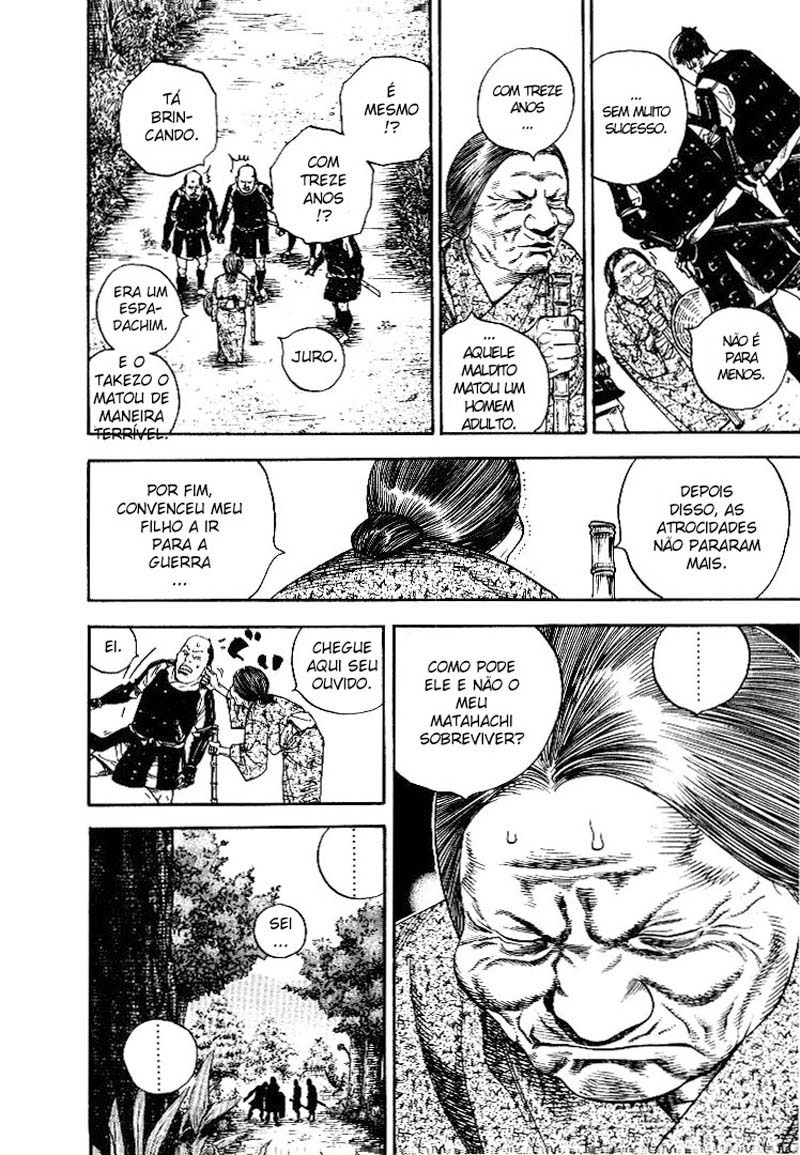 ...
SEM MUITO
SUCESSO.
NÃO É
PARA
MENOS.
COM TREZE
ANOS
...
...
AQUELE
MALDITO
MATOU UM
HOMEM
ADULTO.
É
MESMO
!?
COM
TREZE
ANOS
!?
TÁ
BRIN-
CANDO.
JURO.
ERA UM
ESPA-
DACHIM.
E O
TAKEZO O
MATOU DE
MANEIRA
TERRÍVEL.
DEPOIS
DISSO, AS
ATROCIDADES
NÃO PARARAM
MAIS.
POR FIM,
CONVENCEU MEU
FILHO A IR
PARA A
GUERRA
...
........
COMO PODE
ELE E NÃO O
MEU
MATAHACHI
SOBREVIVER?
CHEGUE
AQUI SEU
OUVIDO.
EI.
........
SEI
...
........